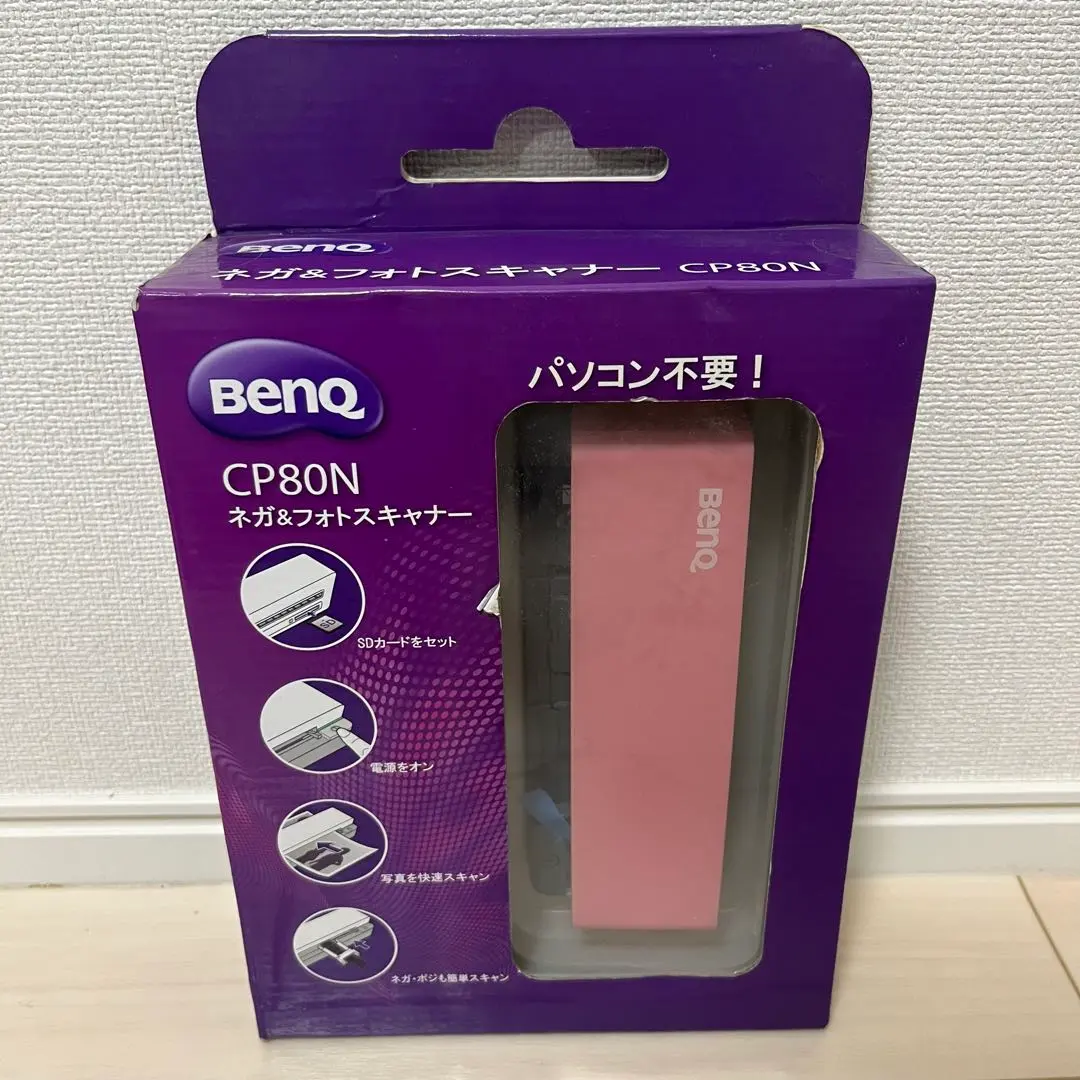 BenQ
ネガ&フォトスキャナー CP80N
BenQ
パソコン不要！
CP80N
ネガ&フォトスキャナー
BenQ
SD
SDカードをセット
電源をオン
写真を快速スキャン
ネガ・ポジも簡単スキャン